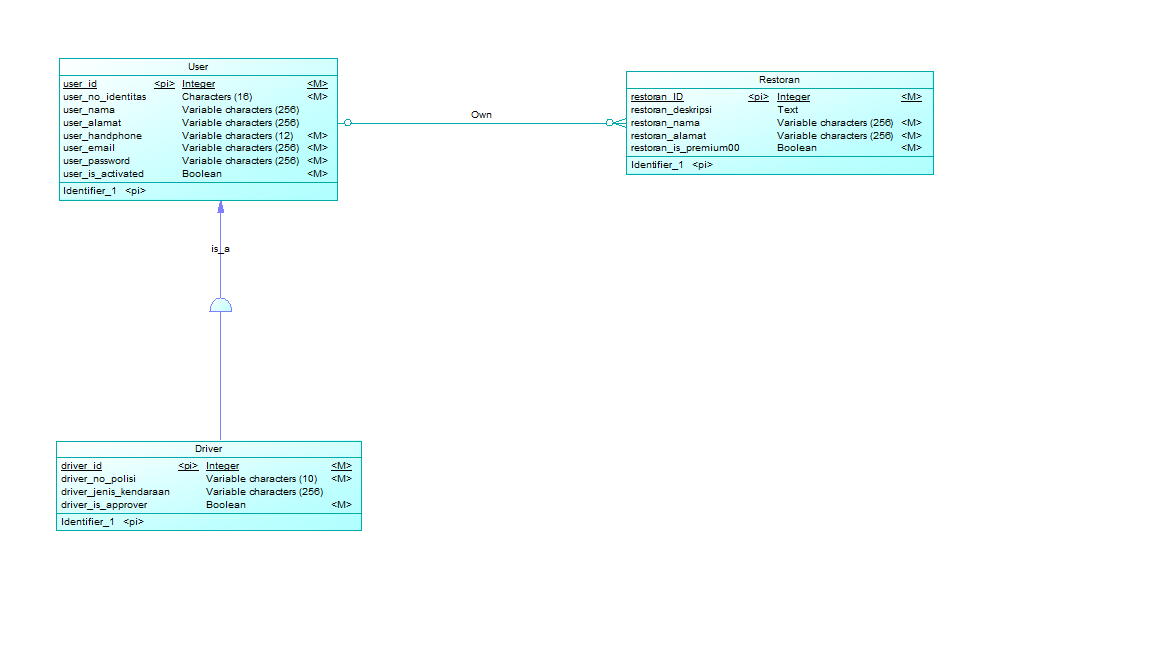 User
user_id <pi> Integer <M>
user_no_identitas Characters (16) <M>
user_nama Variable characters (256)
user_alamat Variable characters (256)
user_handphone Variable characters (12) <M>
user_email Variable characters (256) <M>
user_password Variable characters (256) <M>
user_is_activated Boolean <M>
Identifier_1 <pi>
Own
Restoran
restoran_ID <pi> Integer <M>
restoran_deskripsi Text
restoran_nama Variable characters (256) <M>
restoran_alamat Variable characters (256) <M>
restoran_is_premium00 Boolean <M>
Identifier_1 <pi>
is_a
Driver
driver_id <pi> Integer <M>
driver_no_polisi Variable characters (10) <M>
driver_jenis_kendaraan Variable characters (256)
driver_is_approver Boolean <M>
Identifier_1 <pi>